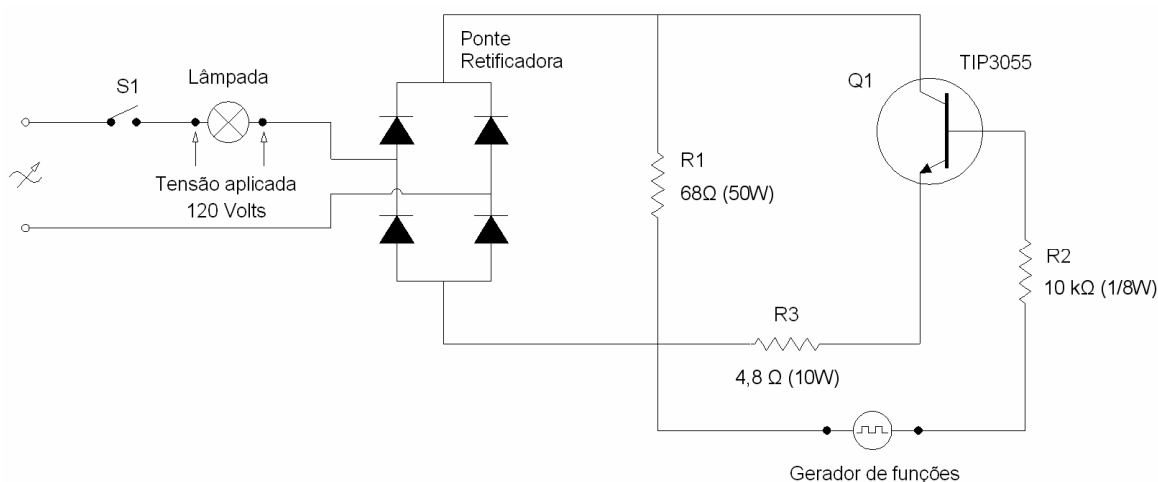 Ponte
Retificadora
TIP3055
S1
Lâmpada
Q1
Tensão aplicada
120 Volts
R1
68Ω (50W)
R2
10 kΩ (1/8W)
R3
4,8 Ω (10W)
Gerador de funções